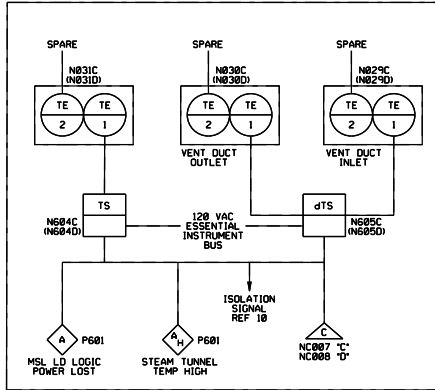 SPARE
SPARE
SPARE
N031C
(N031D)
N030C
(N030D)
N029C
(N029D)
TE
2
TE
1
TE
2
TE
1
TE
2
TE
1
VENT DUCT
OUTLET
VENT DUCT
INLET
TS
dTS
N604C
(N604D)
120 VAC
ESSENTIAL
INSTRUMENT
BUS
N605C
(N605D)
ISOLATION
SIGNAL
REF 10
A
P601
AH
P601
C
MSL LD LOGIC
POWER LOST
STEAM TUNNEL
TEMP HIGH
NC007 "C"
NC008 "D"